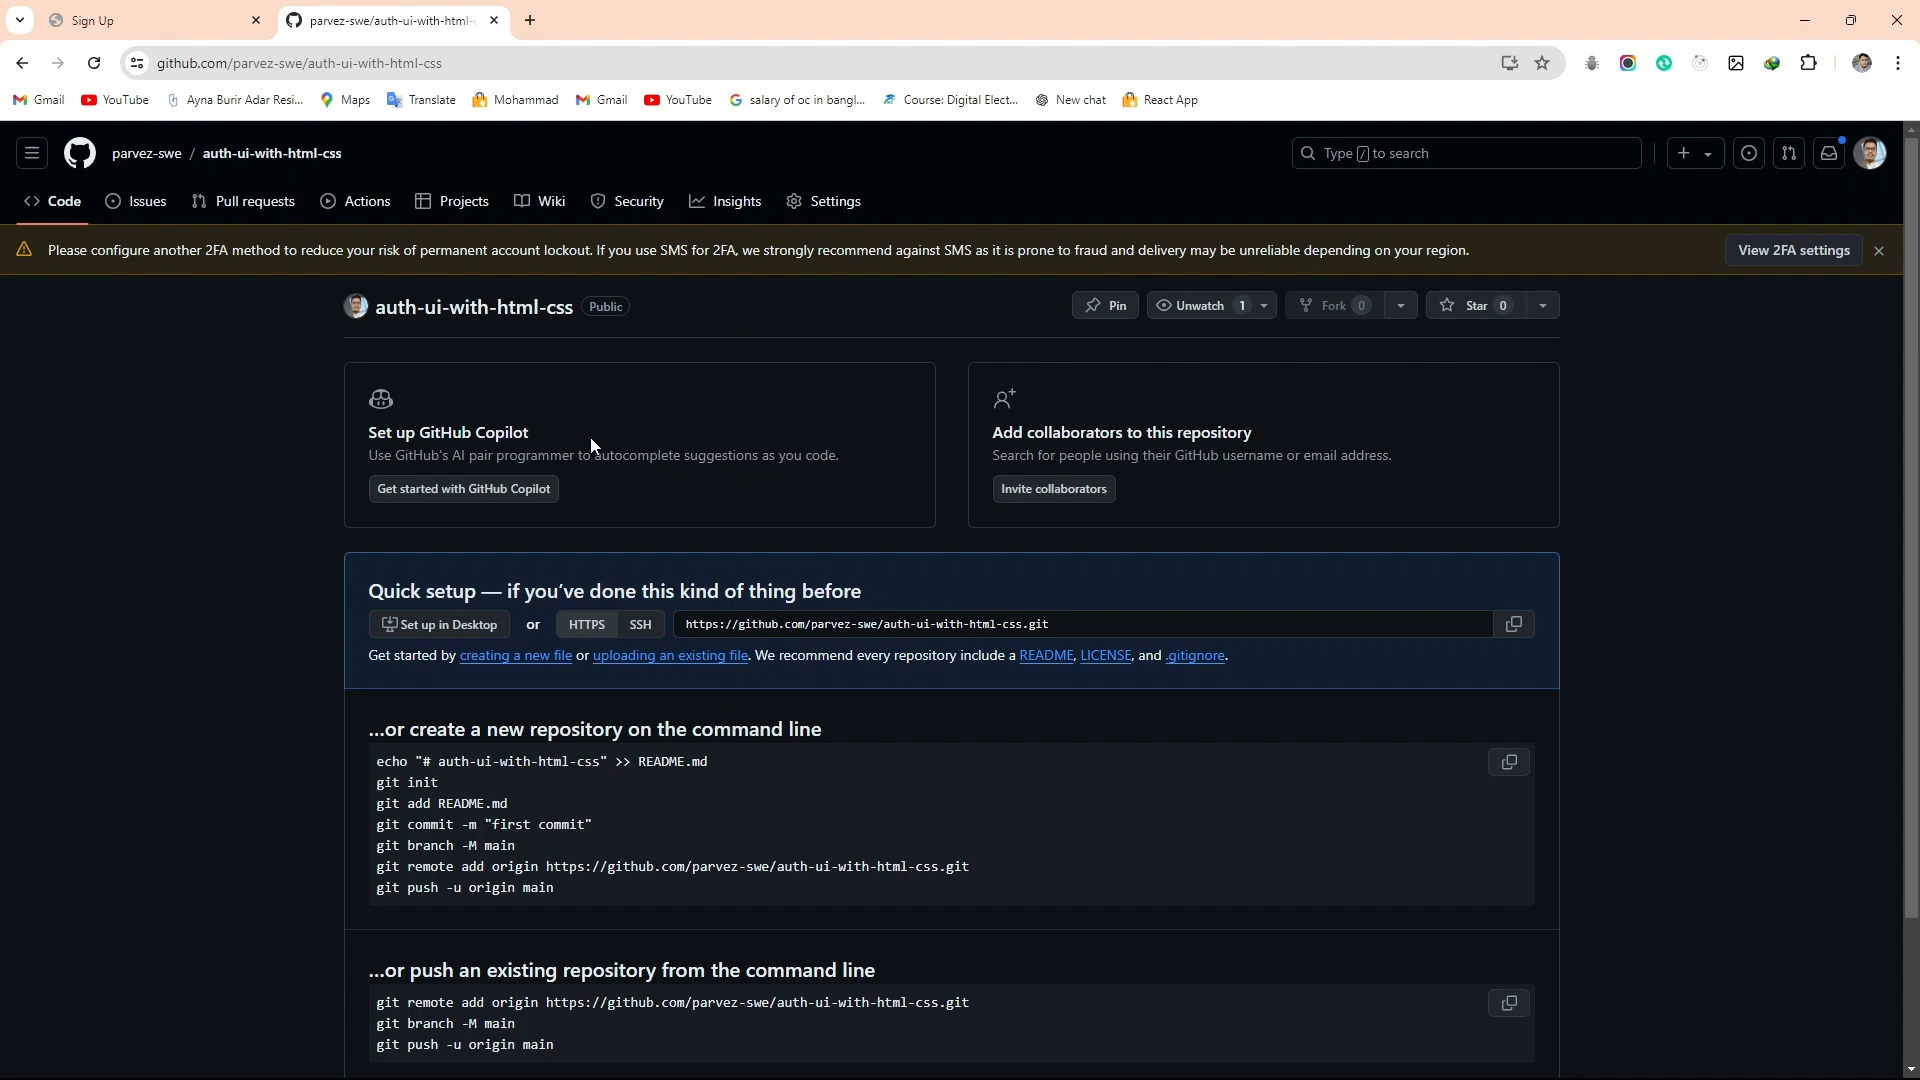 Sign Up
parvez-swe/auth-ui-with-html-
github.com/parvez-swe/auth-ui-with-html-css
Gmail YouTube Ayna Burir Adar Resi... Maps Translate Mohammad Gmail YouTube salary of oc in bangl... Course: Digital Elect... New chat React App
parvez-swe / auth-ui-with-html-css
Type / to search
Code Issues Pull requests Actions Projects Wiki Security Insights Settings
Please configure another 2FA method to reduce your risk of permanent account lockout. If you use SMS for 2FA, we strongly recommend against SMS as it is prone to fraud and delivery may be unreliable depending on your region.
View 2FA settings
auth-ui-with-html-css Public
Pin Unwatch 1 Fork 0 Star 0
Set up GitHub Copilot
Use GitHub's AI pair programmer to autocomplete suggestions as you code.
Get started with GitHub Copilot
Add collaborators to this repository
Search for people using their GitHub username or email address.
Invite collaborators
Quick setup — if you've done this kind of thing before
Set up in Desktop or HTTPS SSH https://github.com/parvez-swe/auth-ui-with-html-css.git
Get started by creating a new file or uploading an existing file. We recommend every repository include a README, LICENSE, and .gitignore.
...or create a new repository on the command line
echo "# auth-ui-with-html-css" >> README.md
git init
git add README.md
git commit -m "first commit"
git branch -M main
git remote add origin https://github.com/parvez-swe/auth-ui-with-html-css.git
git push -u origin main
...or push an existing repository from the command line
git remote add origin https://github.com/parvez-swe/auth-ui-with-html-css.git
git branch -M main
git push -u origin main